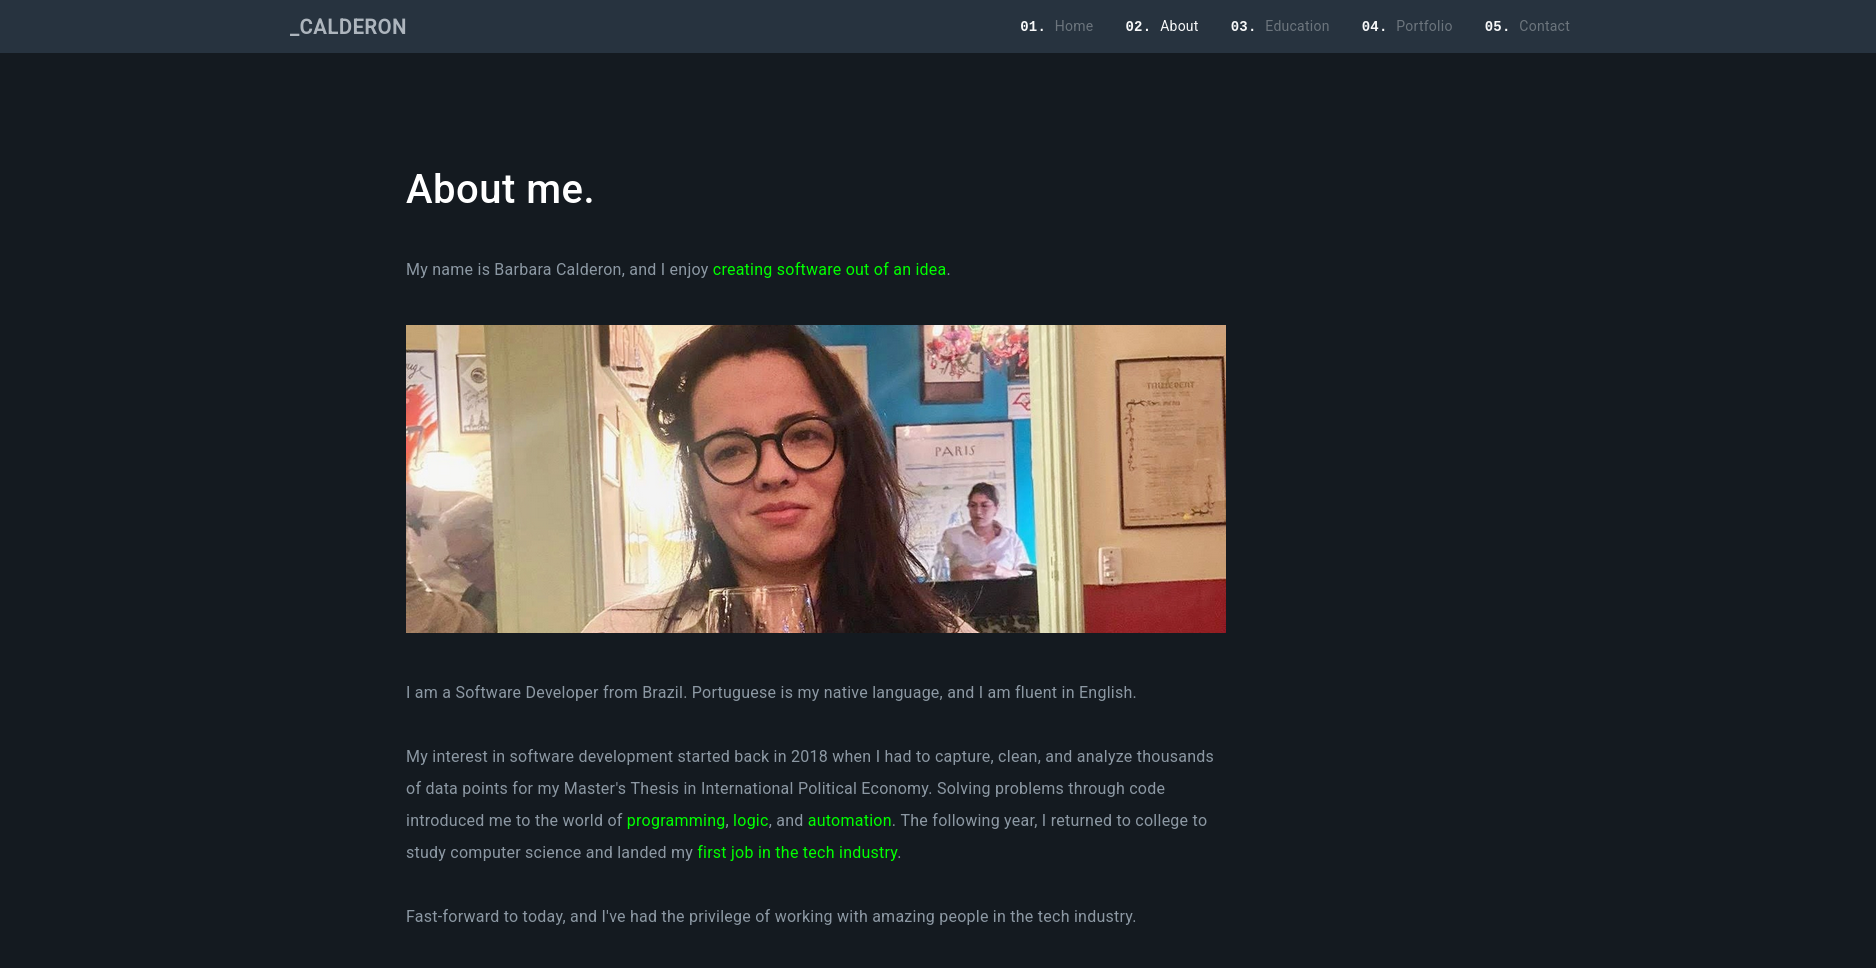 _CALDERON
01. Home 02. About 03. Education 04. Portfolio 05. Contact
About me.
My name is Barbara Calderon, and I enjoy creating software out of an idea.
PARIS
I am a Software Developer from Brazil. Portuguese is my native language, and I am fluent in English.
My interest in software development started back in 2018 when I had to capture, clean, and analyze thousands
of data points for my Master's Thesis in International Political Economy. Solving problems through code
introduced me to the world of programming, logic, and automation. The following year, I returned to college to
study computer science and landed my first job in the tech industry.
Fast-forward to today, and I've had the privilege of working with amazing people in the tech industry.